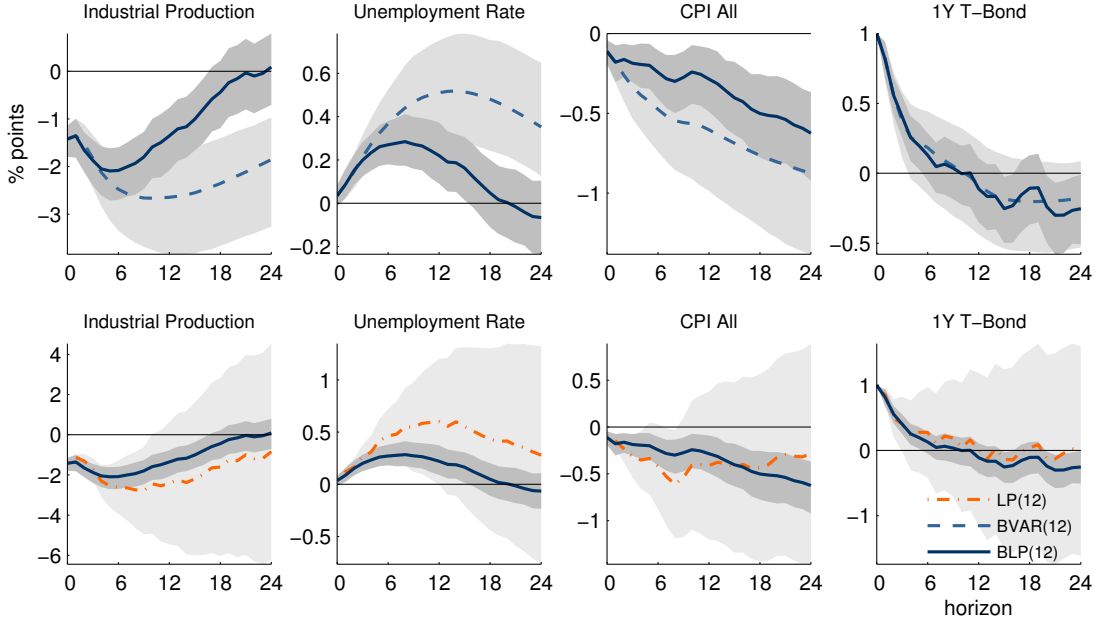 Industrial Production Unemployment Rate CPI All 1Y T−Bond
% points
0
−1
−2
−3
0 6 12 18 24
0.6
0.4
0.2
0
−0.2
0 6 12 18 24
0
−0.5
−1
0 6 12 18 24
1
0.5
0
−0.5
0 6 12 18 24
Industrial Production Unemployment Rate CPI All 1Y T−Bond
4
2
0
−2
−4
−6
0 6 12 18 24
1
0.5
0
−0.5
0 6 12 18 24
0.5
0
−0.5
−1
0 6 12 18 24
1
0
−1
LP(12)
BVAR(12)
BLP(12)
0 6 12 18 24
horizon